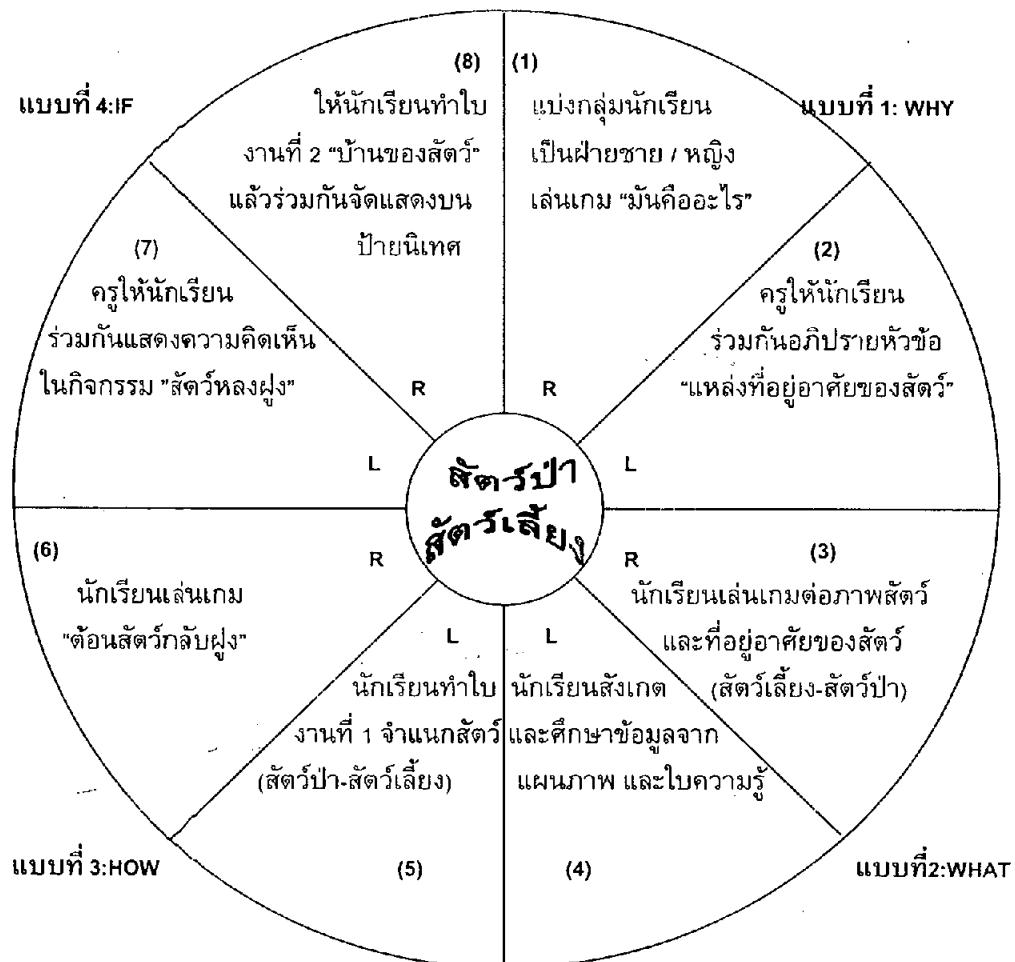 แบบที่ 4:IF
แบบที่ 1: WHY
(1)
แบ่งกลุ่มนักเรียน
เป็นฝ่ายชาย / หญิง
เล่นเกม “มันคืออะไร”
R
(2)
ครูให้นักเรียน
ร่วมกันอภิปรายหัวข้อ
“แหล่งที่อยู่อาศัยของสัตว์”
L
(3)
นักเรียนเล่นเกมต่อภาพสัตว์
และที่อยู่อาศัยของสัตว์
(สัตว์เลี้ยง-สัตว์ป่า)
R
แบบที่2:WHAT
L
นักเรียนสังเกต
และศึกษาข้อมูลจาก
แผนภาพ และใบความรู้
(4)
L
นักเรียนทำใบ
งานที่ 1 จำแนกสัตว์
(สัตว์ป่า-สัตว์เลี้ยง)
(5)
แบบที่ 3:HOW
(6)
R
นักเรียนเล่นเกม
"ต้อนสัตว์กลับฝูง"
(7)
ครูให้นักเรียน
ร่วมกันแสดงความคิดเห็น
ในกิจกรรม "สัตว์หลงฝูง"
L
(8)
ให้นักเรียนทำใบ
งานที่ 2 “บ้านของสัตว์”
แล้วร่วมกันจัดแสดงบน
ป้ายนิเทศ
R
สัตว์ป่า
สัตว์เลี้ยง